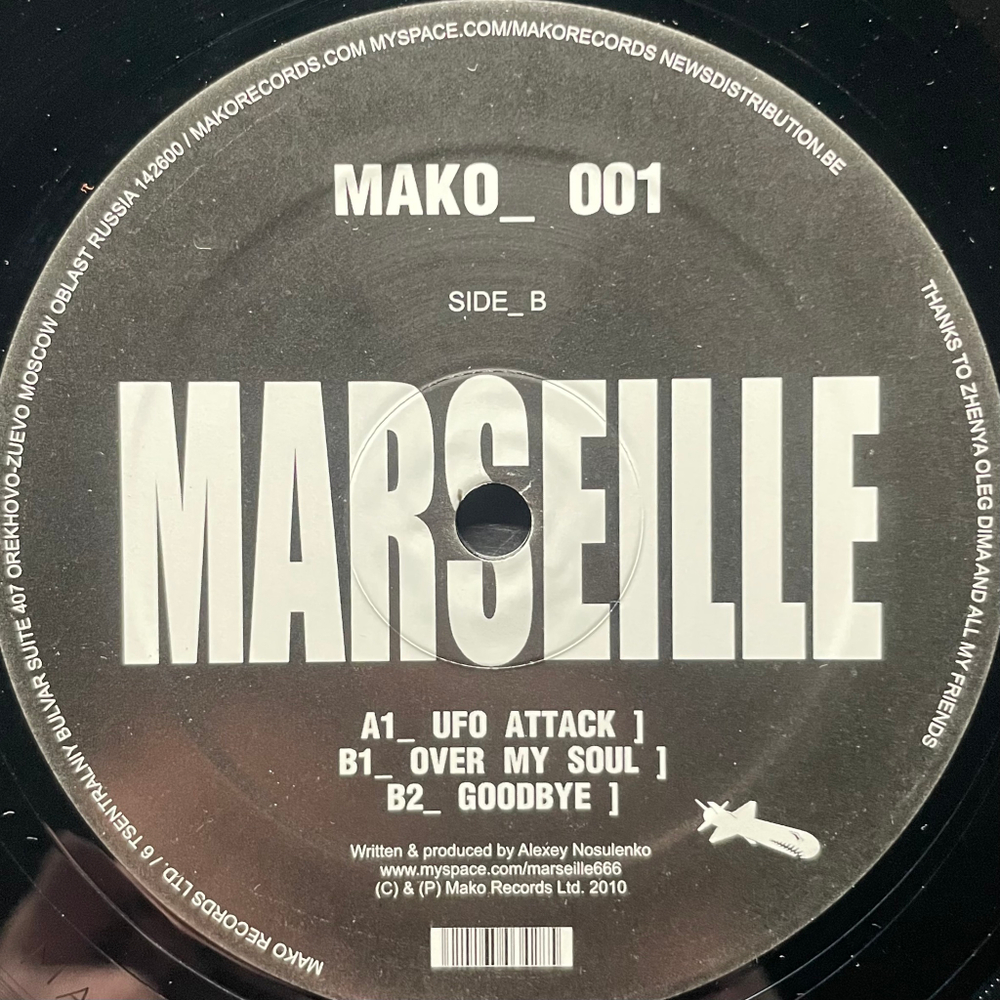 MAKO_ 001
SIDE_ B
MARSEILLE
A1_ UFO ATTACK ]
B1_ OVER MY SOUL ]
B2_ GOODBYE ]
Written & produced by Alexey Nosulenko
www.myspace.com/marseille666
(C) & (P) Mako Records Ltd. 2010
MAKO RECORDS LTD. / 6 TSENTRALNIY BULVAR SUITE 407 OREKHOVO-ZUEVO MOSCOW OBLAST RUSSIA 142600 / MAKORECORDS.COM MYSPACE.COM/MAKORECORDS NEWSDISTRIBUTION.BE
THANKS TO ZHENYA OLEG DIMA AND ALL MY FRIENDS